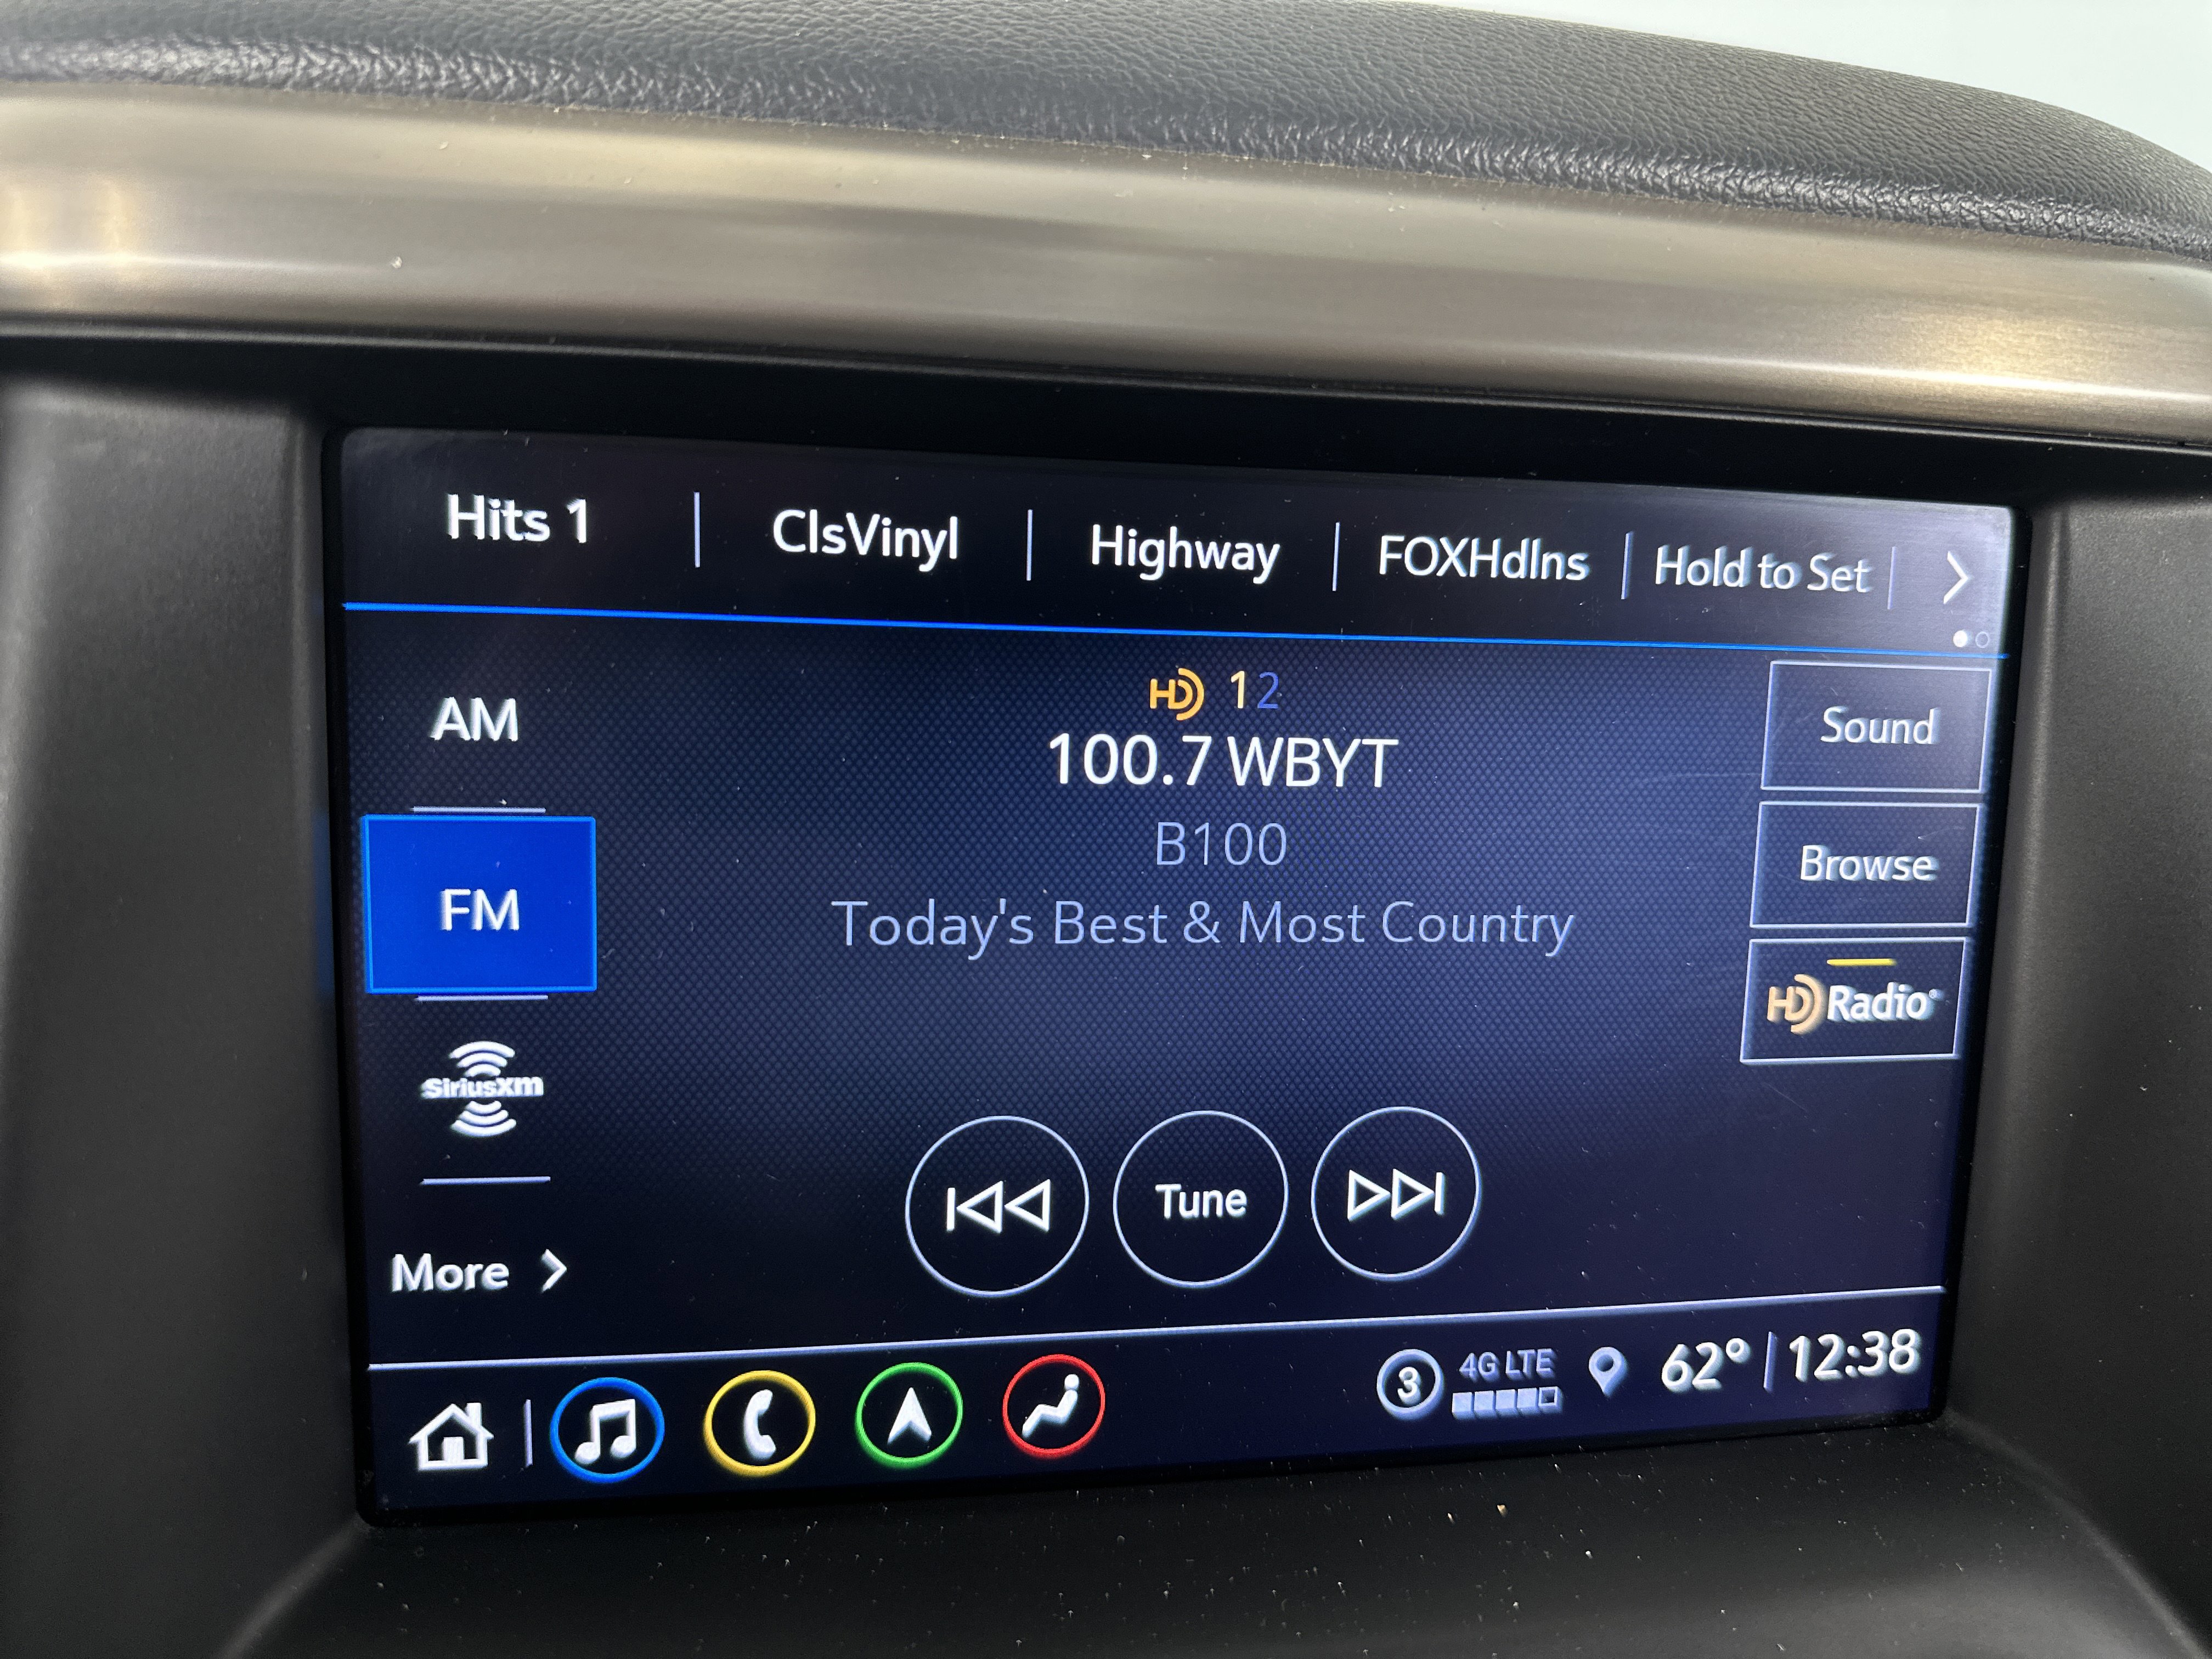 Hits 1 ClsVinyl Highway FOXHdlns Hold to Set
AM
FM
SiriusXm
More
HD 1 2
100.7 WBYT
B100
Today's Best & Most Country
Tune
Sound
Browse
HD Radio
3 4G LTE 62° 12:38